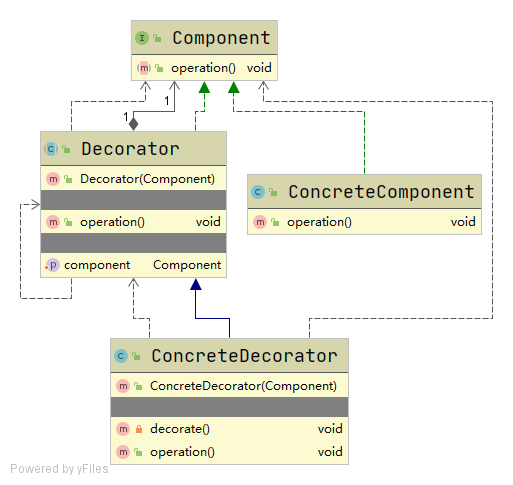 I Component
m operation() void
1
1
C Decorator
m Decorator(Component)
m operation() void
p component Component
C ConcreteComponent
m operation() void
C ConcreteDecorator
m ConcreteDecorator(Component)
m decorate() void
m operation() void
Powered by yFiles